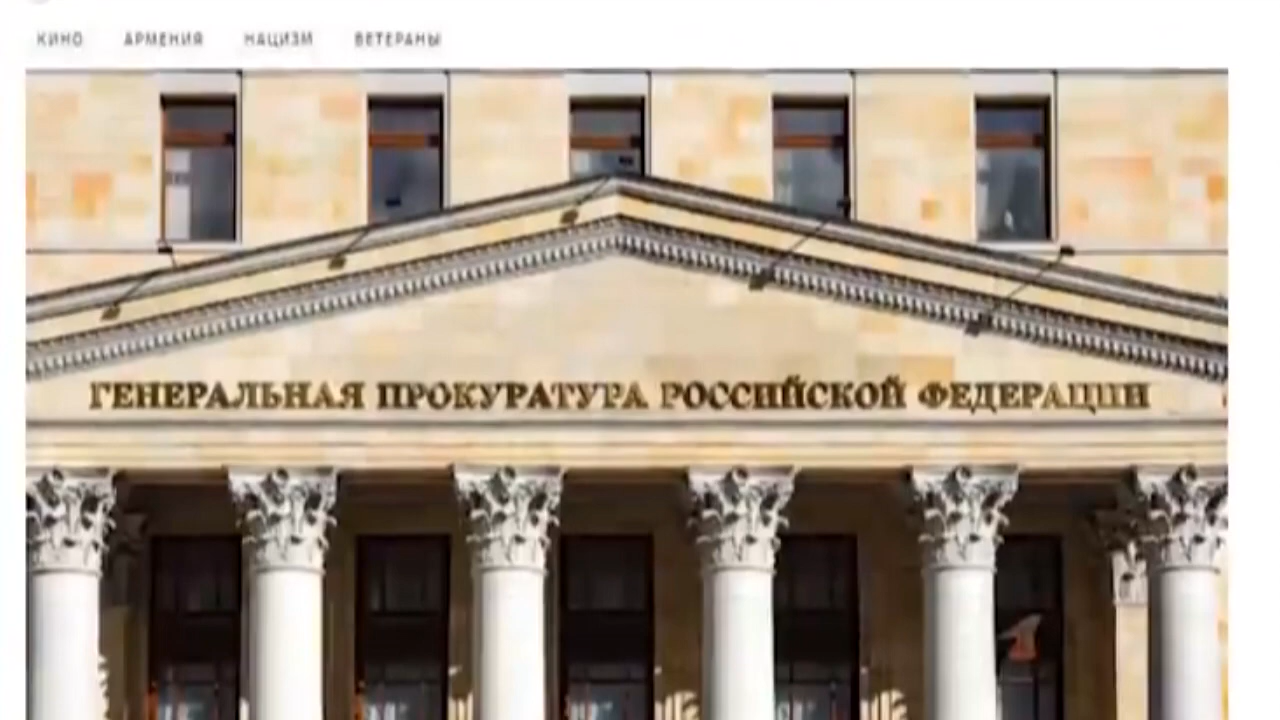 КИНО АРМЕНИЯ НАЦИЗМ ВЕТЕРАНЫ
ГЕНЕРАЛЬНАЯ ПРОКУРАТУРА РОССИЙСКОЙ ФЕДЕРАЦИИ